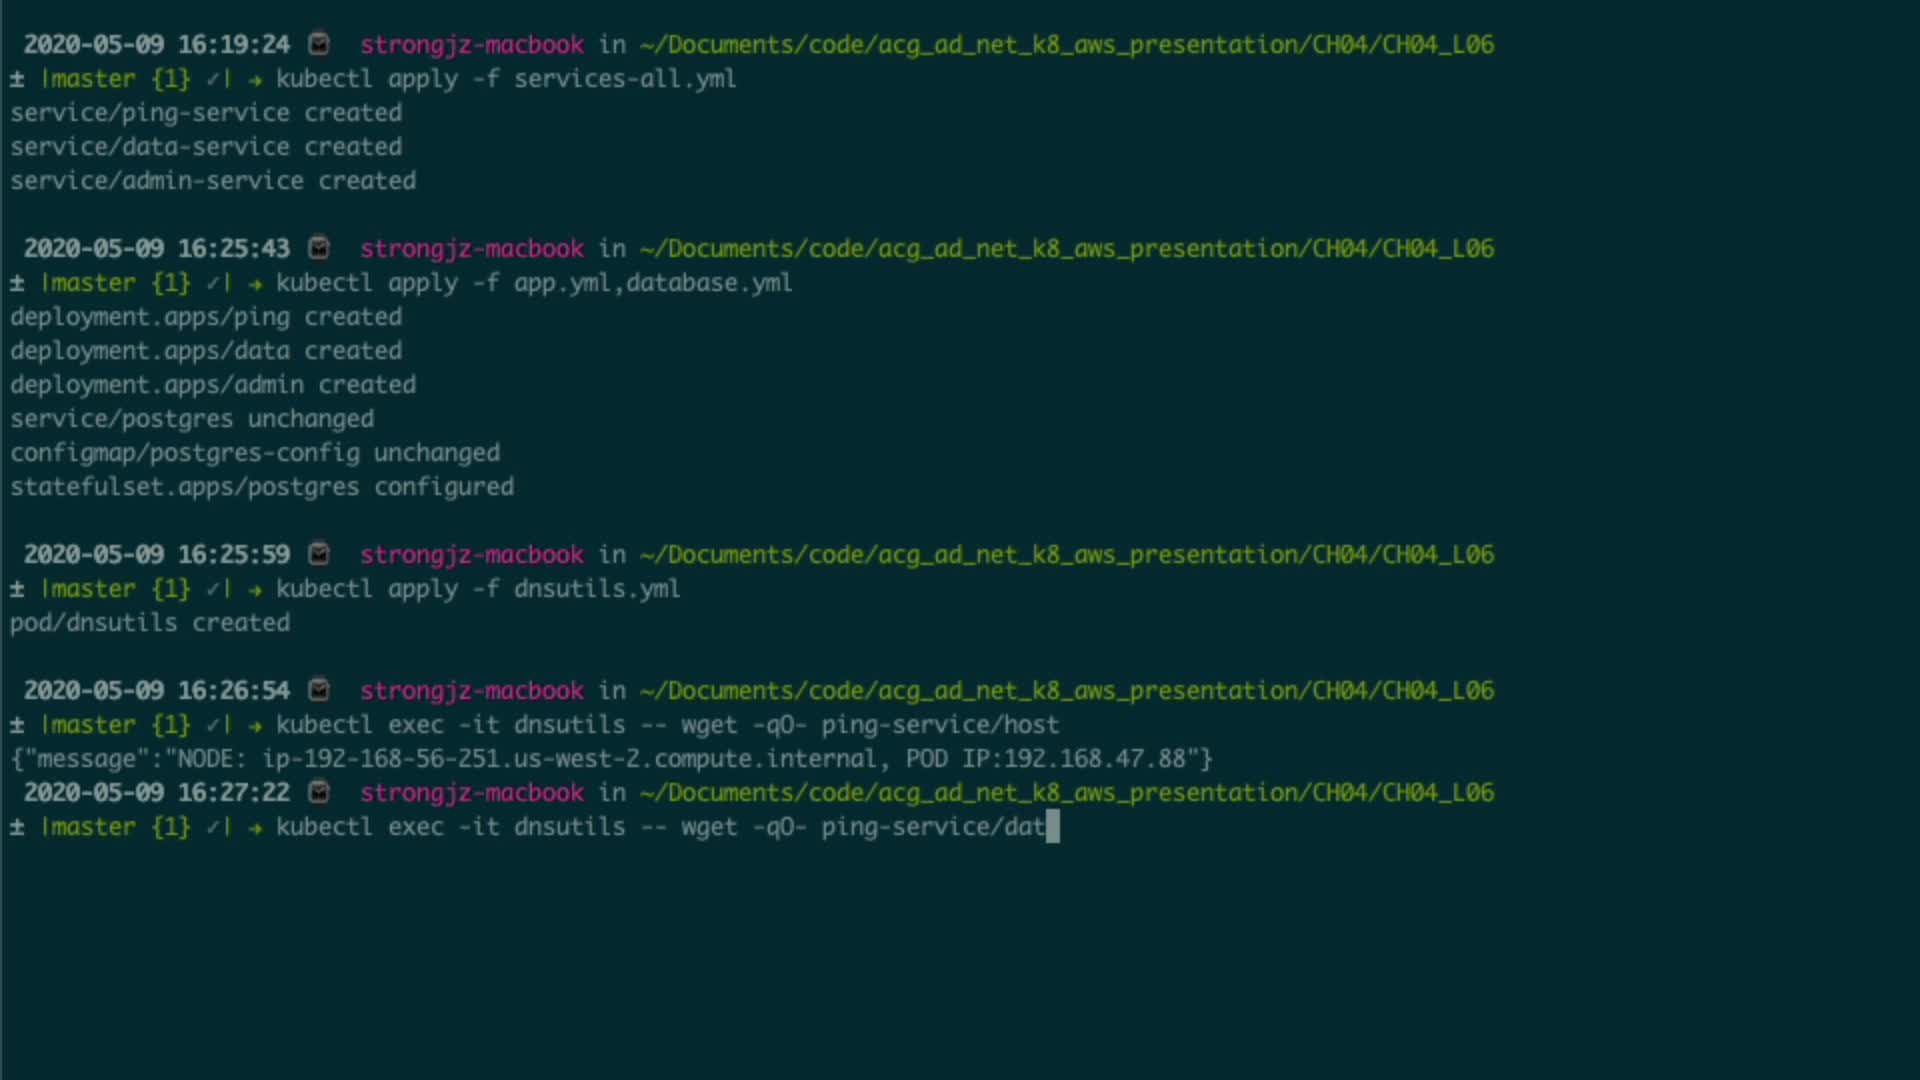 2020-05-09 16:19:24 strongjz-macbook in ~/Documents/code/acg_ad_net_k8_aws_presentation/CH04/CH04_L06
± |master {1} ✓| → kubectl apply -f services-all.yml
service/ping-service created
service/data-service created
service/admin-service created
2020-05-09 16:25:43 strongjz-macbook in ~/Documents/code/acg_ad_net_k8_aws_presentation/CH04/CH04_L06
± |master {1} ✓| → kubectl apply -f app.yml,database.yml
deployment.apps/ping created
deployment.apps/data created
deployment.apps/admin created
service/postgres unchanged
configmap/postgres-config unchanged
statefulset.apps/postgres configured
2020-05-09 16:25:59 strongjz-macbook in ~/Documents/code/acg_ad_net_k8_aws_presentation/CH04/CH04_L06
± |master {1} ✓| → kubectl apply -f dnsutils.yml
pod/dnsutils created
2020-05-09 16:26:54 strongjz-macbook in ~/Documents/code/acg_ad_net_k8_aws_presentation/CH04/CH04_L06
± |master {1} ✓| → kubectl exec -it dnsutils -- wget -qO- ping-service/host
{"message":"NODE: ip-192-168-56-251.us-west-2.compute.internal, POD IP:192.168.47.88"}
2020-05-09 16:27:22 strongjz-macbook in ~/Documents/code/acg_ad_net_k8_aws_presentation/CH04/CH04_L06
± |master {1} ✓| → kubectl exec -it dnsutils -- wget -qO- ping-service/dat